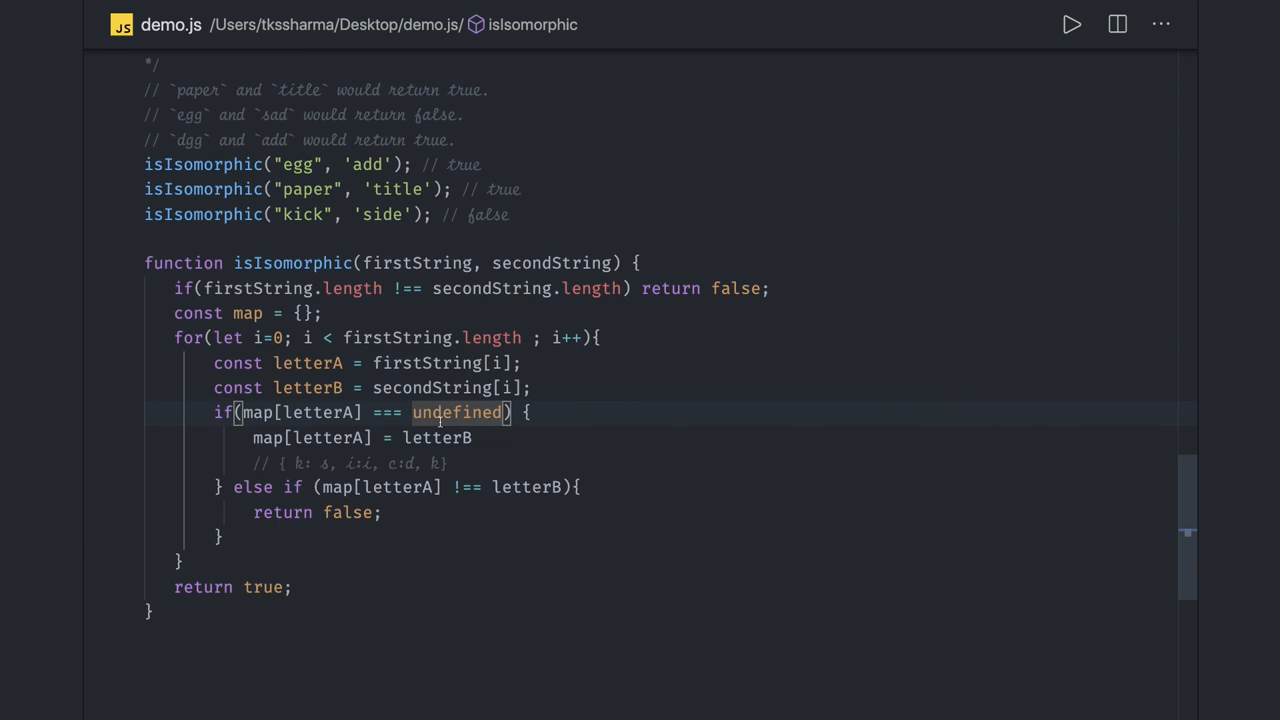 JS demo.js /Users/tkssharma/Desktop/demo.js/ isIsomorphic
*/
// `paper` and `title` would return true.
// `egg` and `sad` would return false.
// `dgg` and `add` would return true.
isIsomorphic("egg", 'add'); // true
isIsomorphic("paper", 'title'); // true
isIsomorphic("kick", 'side'); // false
function isIsomorphic(firstString, secondString) {
if(firstString.length !== secondString.length) return false;
const map = {};
for(let i=0; i < firstString.length ; i++){
const letterA = firstString[i];
const letterB = secondString[i];
if(map[letterA] === undefined) {
map[letterA] = letterB
// { k: s, i:i, c:d, k}
} else if (map[letterA] !== letterB){
return false;
}
}
return true;
}